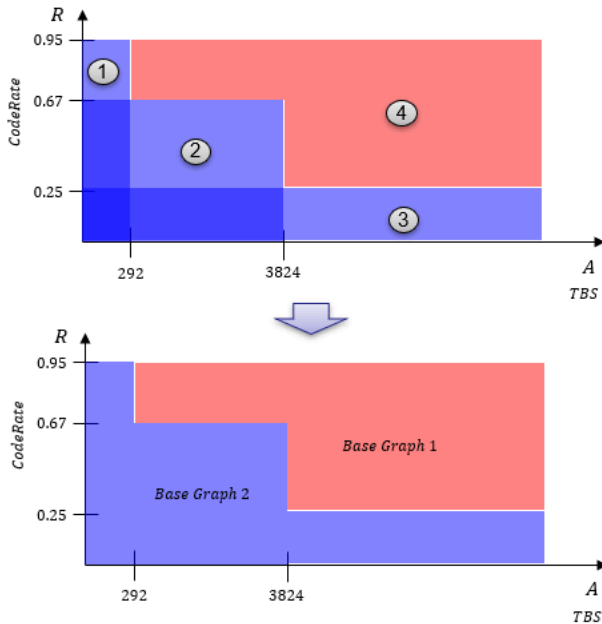 R
0.95
1
CodeRate
0.67
4
2
0.25
3
292
3824
A
TBS
R
0.95
CodeRate
0.67
Base Graph 1
Base Graph 2
0.25
292
3824
A
TBS